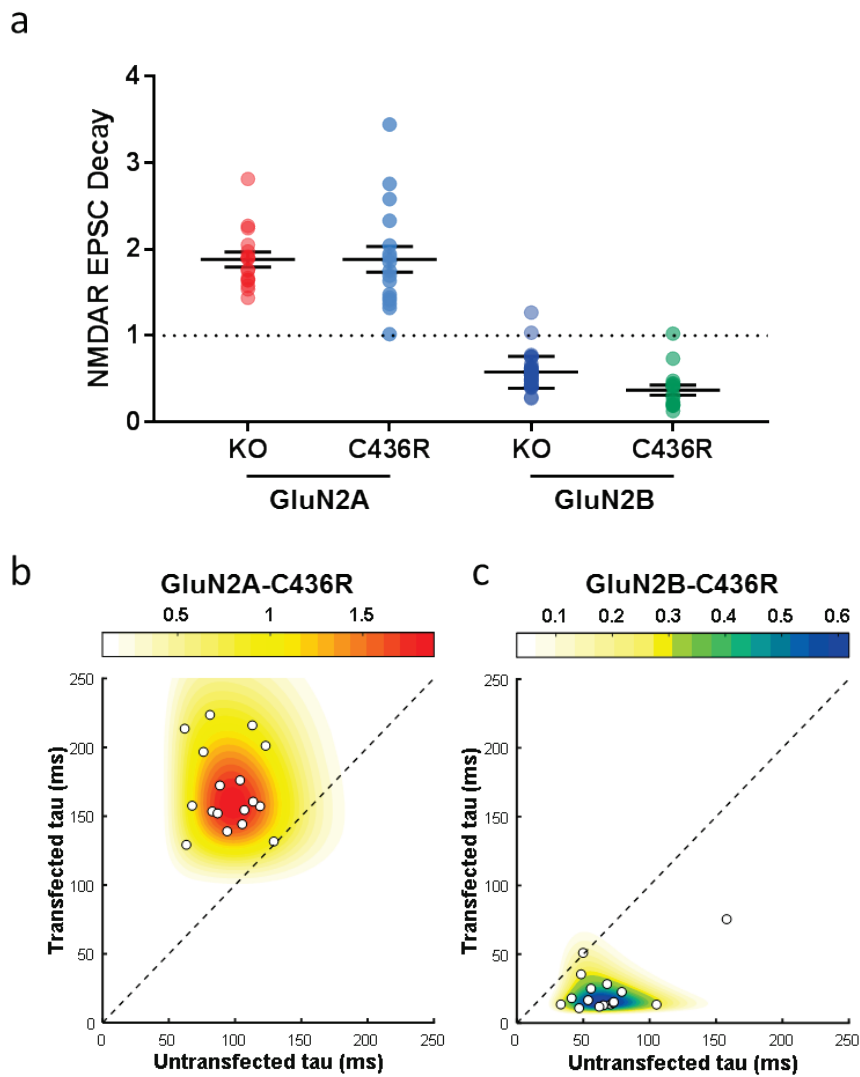 a
4
3
2
1
0
NMDAR EPSC Decay
KO C436R KO C436R
GluN2A GluN2B
b
GluN2A-C436R
0.5 1 1.5
250
200
150
100
50
0
Transfected tau (ms)
0 50 100 150 200 250
Untransfected tau (ms)
c
GluN2B-C436R
0.1 0.2 0.3 0.4 0.5 0.6
250
200
150
100
50
0
Transfected tau (ms)
0 50 100 150 200 250
Untransfected tau (ms)